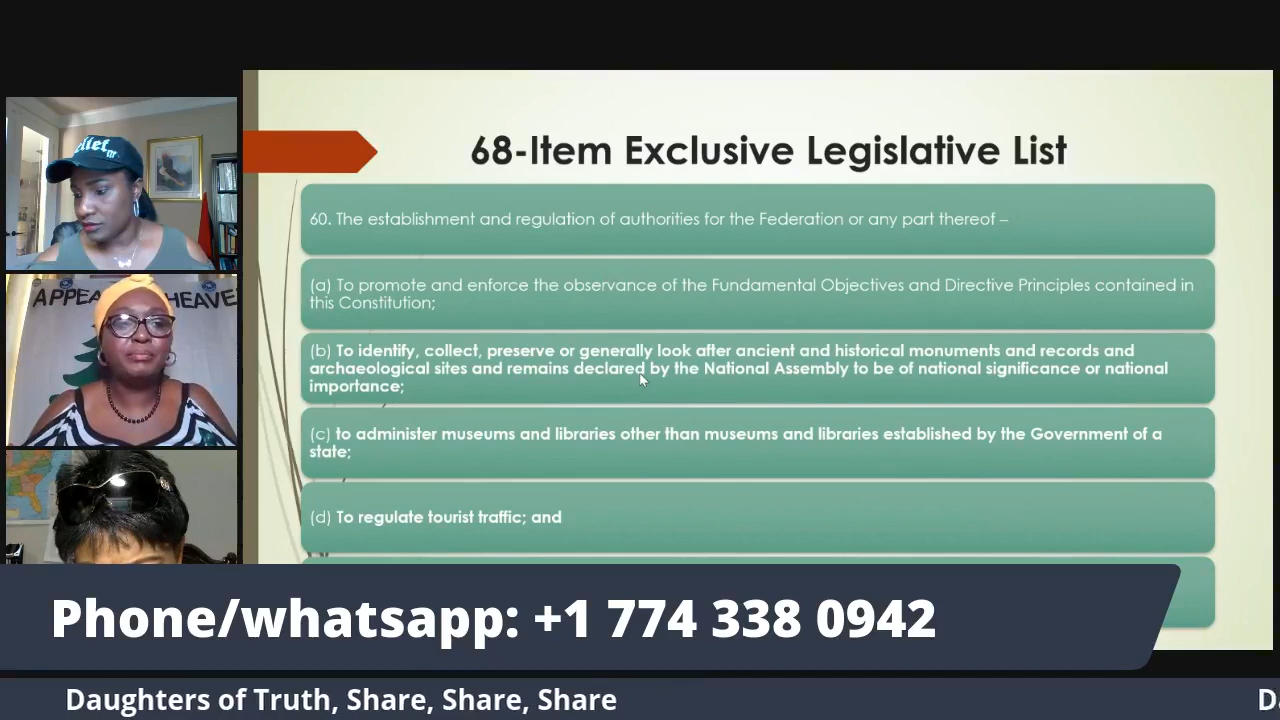 68-Item Exclusive Legislative List
60. The establishment and regulation of authorities for the Federation or any part thereof –
(a) To promote and enforce the observance of the Fundamental Objectives and Directive Principles contained in
this Constitution;
(b) To identify, collect, preserve or generally look after ancient and historical monuments and records and
archaeological sites and remains declared by the National Assembly to be of national significance or national
importance;
(c) to administer museums and libraries other than museums and libraries established by the Government of a
state;
(d) To regulate tourist traffic; and
Phone/whatsapp: +1 774 338 0942
Daughters of Truth, Share, Share, Share